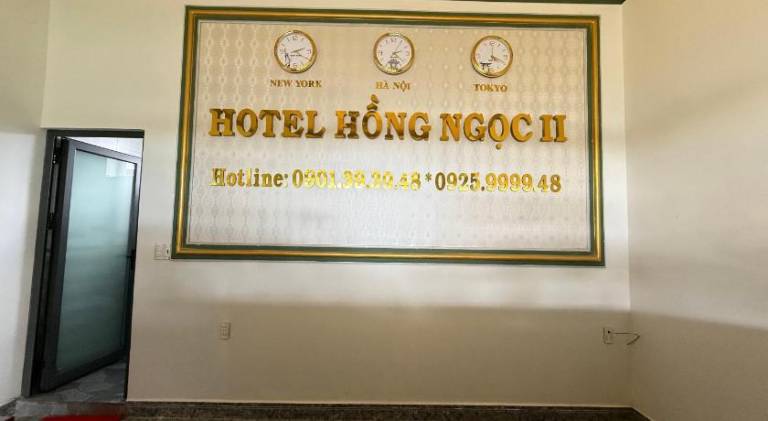 NEW YORK HÀ NỘI TOKYO
HOTEL HỒNG NGỌC II
Hotline: 0901.39.39.48 * 0925.9999.48